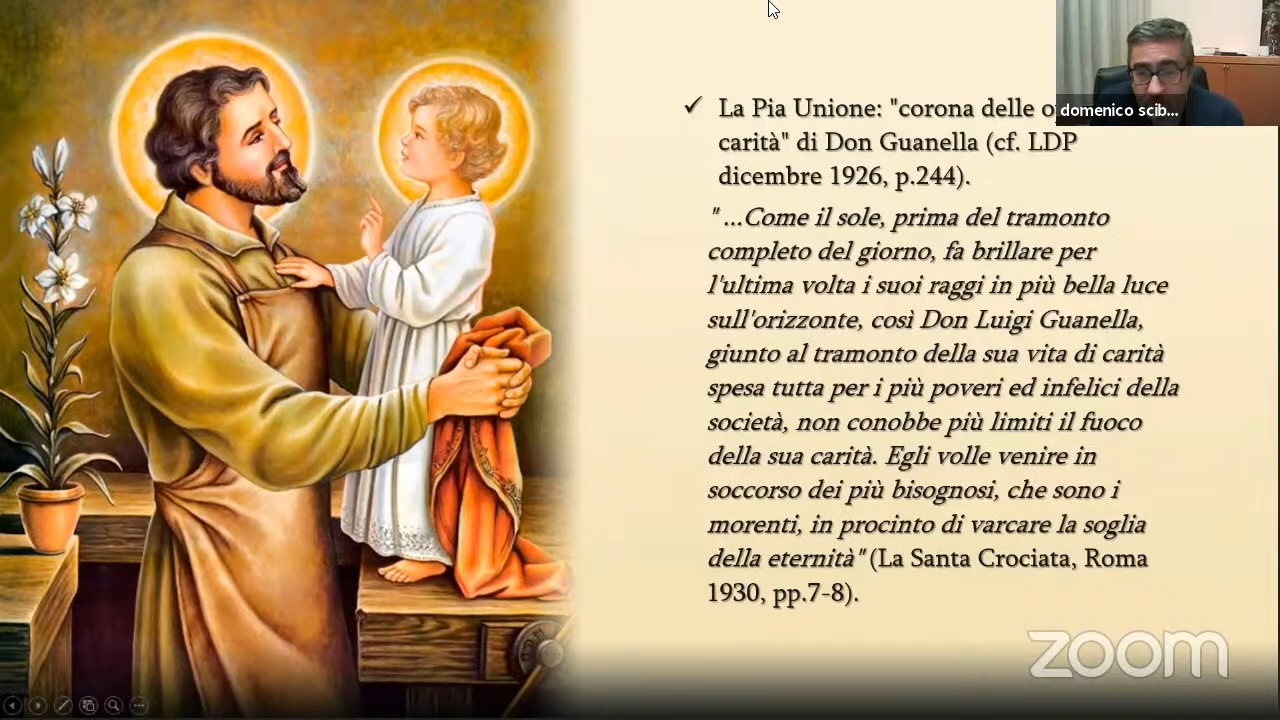 La Pia Unione: "corona delle
carità" di Don Guanella (cf. LDP
dicembre 1926, p.244).
" ...Come il sole, prima del tramonto
completo del giorno, fa brillare per
l'ultima volta i suoi raggi in più bella luce
sull'orizzonte, così Don Luigi Guanella,
giunto al tramonto della sua vita di carità
spesa tutta per i più poveri ed infelici della
società, non conobbe più limiti il fuoco
della sua carità. Egli volle venire in
soccorso dei più bisognosi, che sono i
morenti, in procinto di varcare la soglia
della eternità" (La Santa Crociata, Roma
1930, pp.7-8).
domenico scib...
zoom